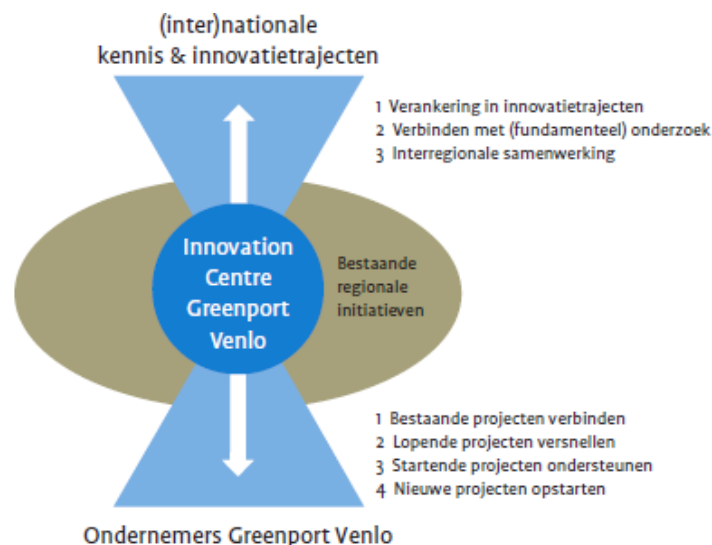 (inter)nationale
kennis & innovatietrajecten
1 Verankering in innovatietrajecten
2 Verbinden met (fundamenteel) onderzoek
3 Interregionale samenwerking
Innovation
Centre
Greenport
Venlo
Bestaande
regionale
initiatieven
1 Bestaande projecten verbinden
2 Lopende projecten versnellen
3 Startende projecten ondersteunen
4 Nieuwe projecten opstarten
Ondernemers Greenport Venlo